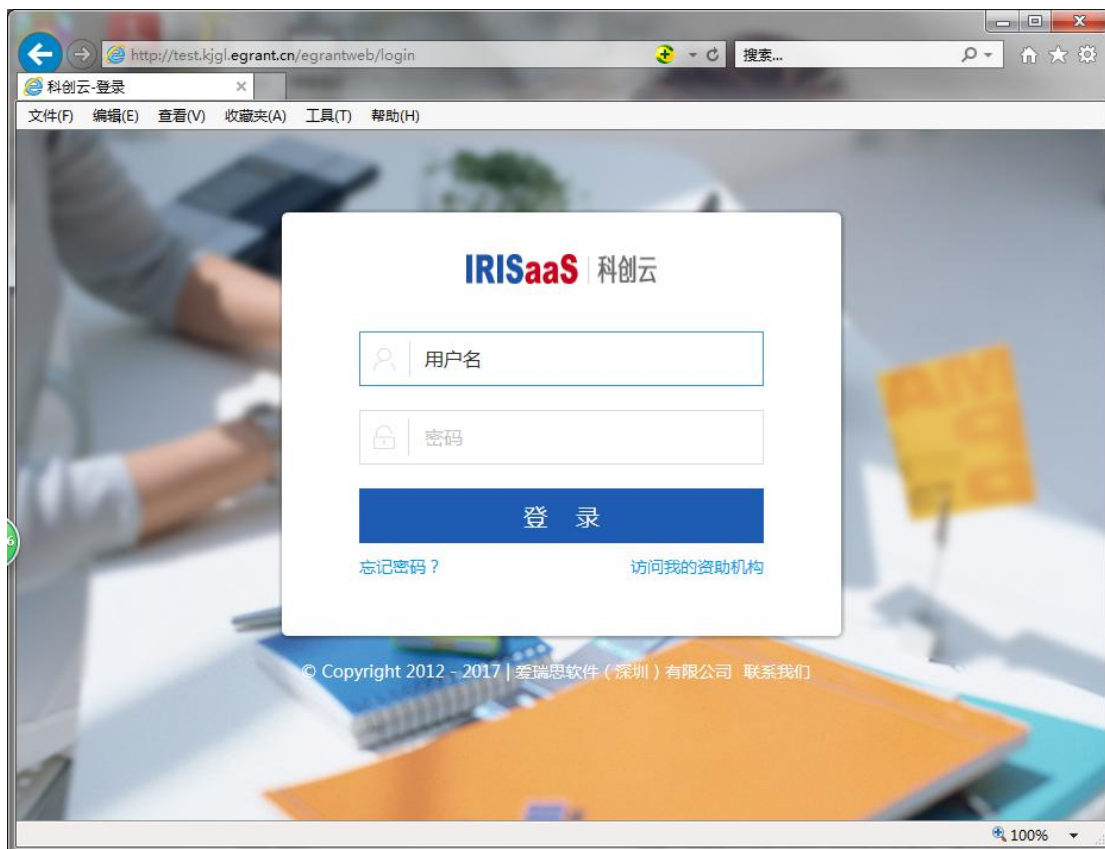 http://test.kjgl.egrant.cn/egrantweb/login
搜索...
科创云-登录
文件(F) 编辑(E) 查看(V) 收藏夹(A) 工具(T) 帮助(H)
IRISaaS 科创云
用户名
密码
登 录
忘记密码？ 访问我的资助机构
© Copyright 2012 - 2017 | 爱瑞思软件（深圳）有限公司 联系我们
100%